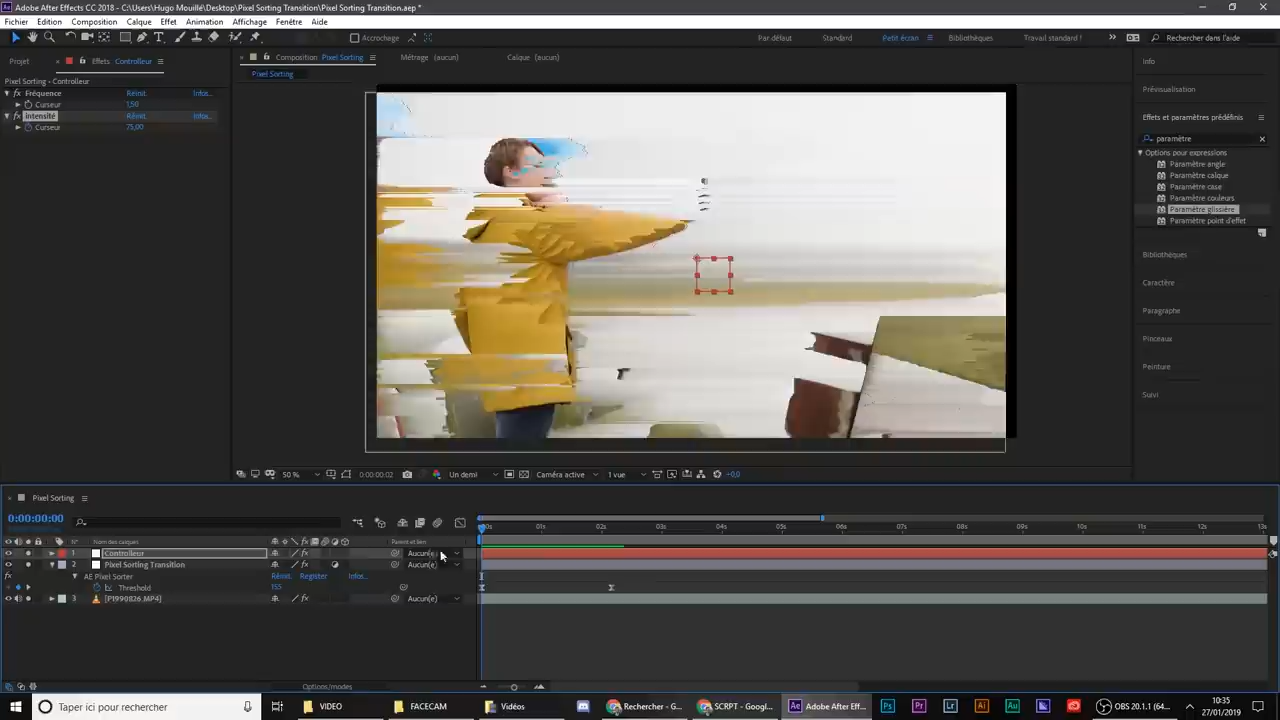 Adobe After Effects CC 2018 - C:\Users\Hugo Mouillé\Desktop\Pixel Sorting Transition\Pixel Sorting Transition.aep *
Fichier Edition Composition Calque Effet Animation Affichage Fenêtre Aide
Accrochage Par défaut Standard Petit écran Bibliothèques Travail standard ! Rechercher dans l'aide
Projet Effets Controlleur Composition Pixel Sorting Métrage (aucun) Calque (aucun) Info
Pixel Sorting
Pixel Sorting - Controlleur
Fréquence Réinit. Infos...
Curseur 1,50
Intensité Réinit. Infos...
Curseur 75,00
Prévisualisation
Effets et paramètres prédéfinis
paramètre
Options pour expressions
Paramètre angle
Paramètre calque
Paramètre case
Paramètre couleurs
Paramètre glissière
Paramètre point d'effet
Bibliothèques
Caractère
Paragraphe
Pinceaux
Peinture
Suivi
50 % 0:00:00:02 Un demi Caméra active 1 vue +0,0
Pixel Sorting
0:00:00:00
01s 02s 03s 04s 05s 06s 07s 08s 09s 10s 11s 12s 13s
N° Nom des calques Parent et lien
1 Controlleur Aucun(e)
2 Pixel Sorting Transition Aucun(e)
AE Pixel Sorter Réinit. Register Infos...
Threshold 155
3 [P1990826.MP4] Aucun(e)
Options/modes
Taper ici pour rechercher VIDEO FACECAM Vidéos Rechercher - G... SCRPT - Googl... Adobe After Eff... OBS 20.1.1 (64...
10:35
27/01/2019